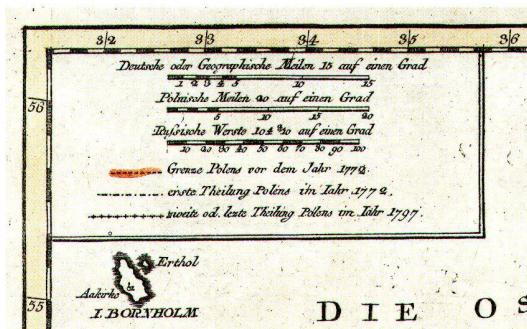 32 33 34 35 36
Deutsche oder Geographische Meilen 15 auf einen Grad
1 2 3 4 5 10 15
56
Polnische Meilen 20 auf einen Grad
5 10 15 20
Russische Werste 104 3/10 auf einen Grad
10 20 30 40 50 60 70 80 90 100
Grenze Polens vor dem Jahr 1772
erste Theilung Polens im Jahr 1772.
zweite od. lezte Theilung Polens im Jahr 1797.
Erthol
Aakirke
55
I. BORNHOLM
DIE OS